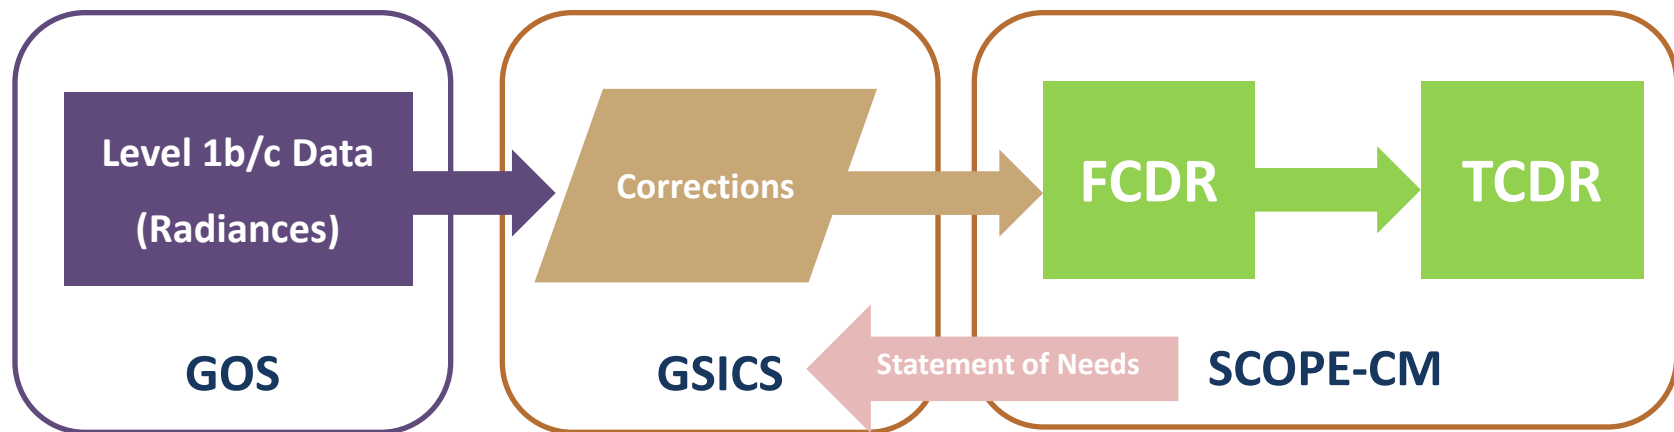 Level 1b/c Data
(Radiances)
Corrections
FCDR
TCDR
GOS
GSICS
Statement of Needs
SCOPE-CM